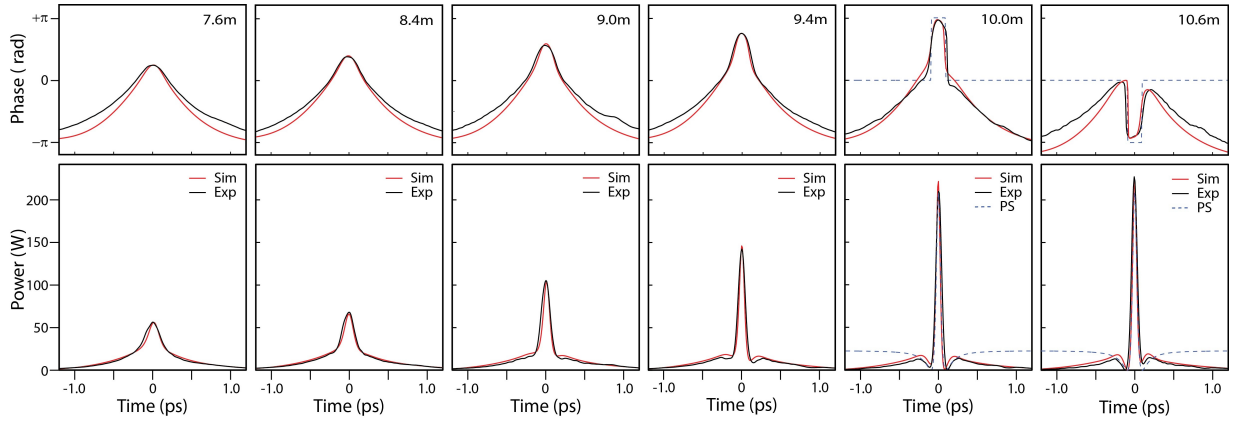 +π
0
−π
Phase ( rad)
7.6m
8.4m
9.0m
9.4m
10.0m
10.6m
200
150
100
50
0
Power (W)
Sim
Exp
Sim
Exp
Sim
Exp
Sim
Exp
Sim
Exp
PS
Sim
Exp
PS
-1.0 0 1.0
-1.0 0 1.0
-1.0 0 1.0
-1.0 0 1.0
-1.0 0 1.0
-1.0 0 1.0
Time (ps)
Time (ps)
Time (ps)
Time (ps)
Time (ps)
Time (ps)